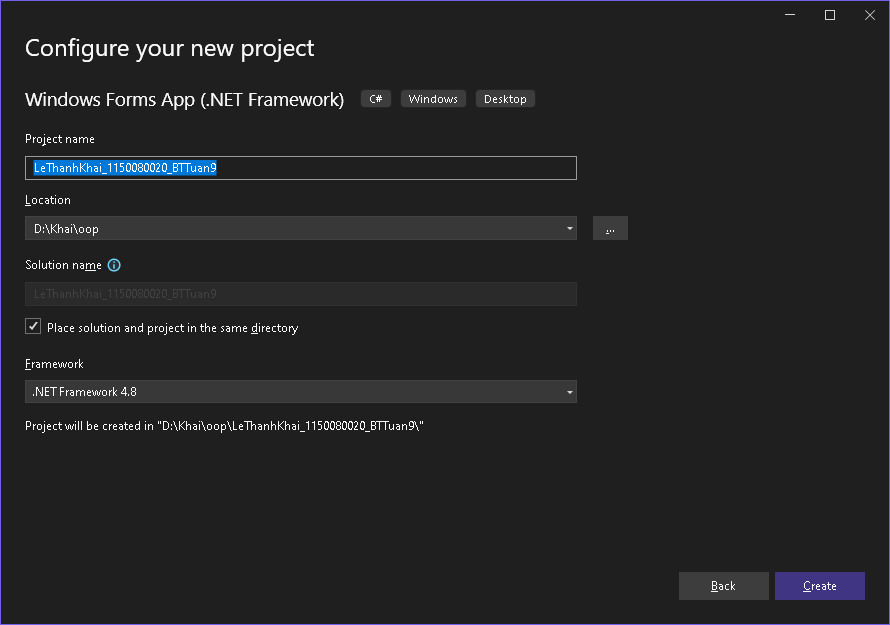 Configure your new project
Windows Forms App (.NET Framework) C# Windows Desktop
Project name
LeThanhKhai_1150080020_BTTuan9
Location
D:\Khai\oop ...
Solution name
LeThanhKhai_1150080020_BTTuan9
Place solution and project in the same directory
Framework
.NET Framework 4.8
Project will be created in "D:\Khai\oop\LeThanhKhai_1150080020_BTTuan9\"
Back Create